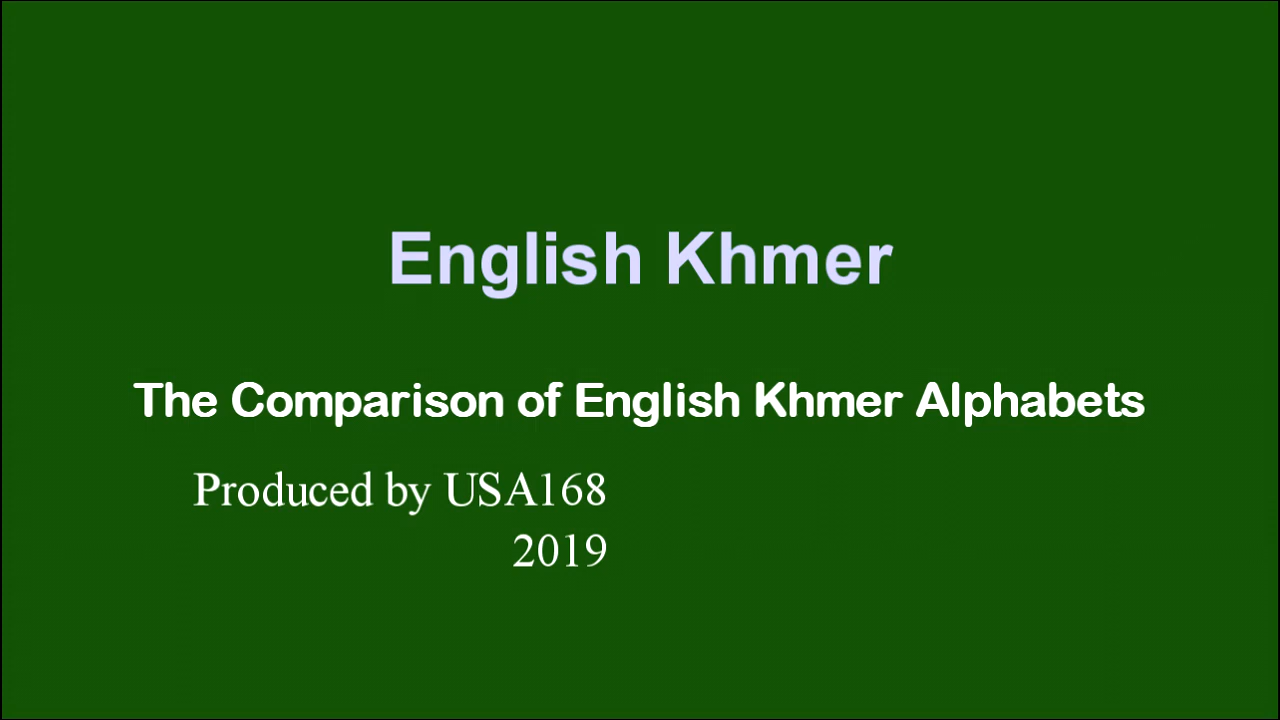 English Khmer
The Comparison of English Khmer Alphabets
Produced by USA168
2019